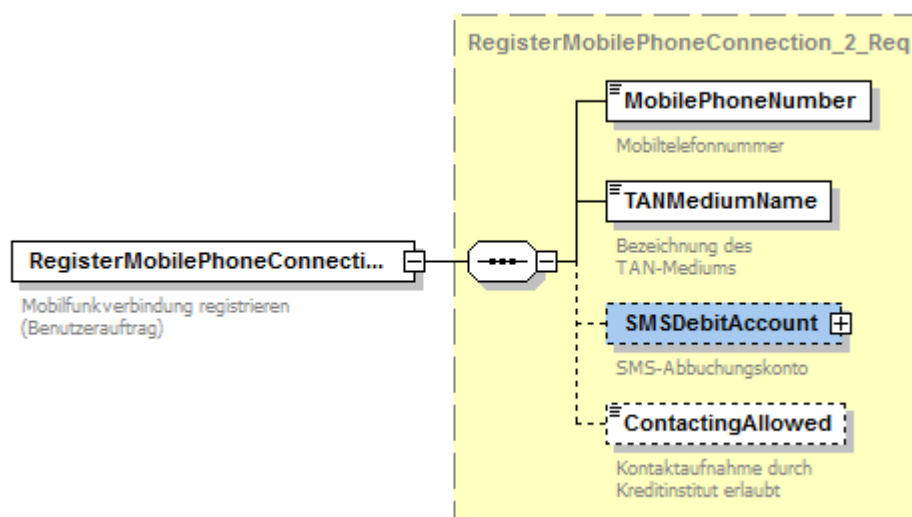 RegisterMobilePhoneConnection_2_Req
MobilePhoneNumber
Mobiltelefonnummer
TANMediumName
Bezeichnung des
TAN-Mediums
RegisterMobilePhoneConnecti...
Mobilfunkverbindung registrieren
(Benutzerauftrag)
SMSDebitAccount
SMS-Abbuchungskonto
ContactingAllowed
Kontaktaufnahme durch
Kreditinstitut erlaubt